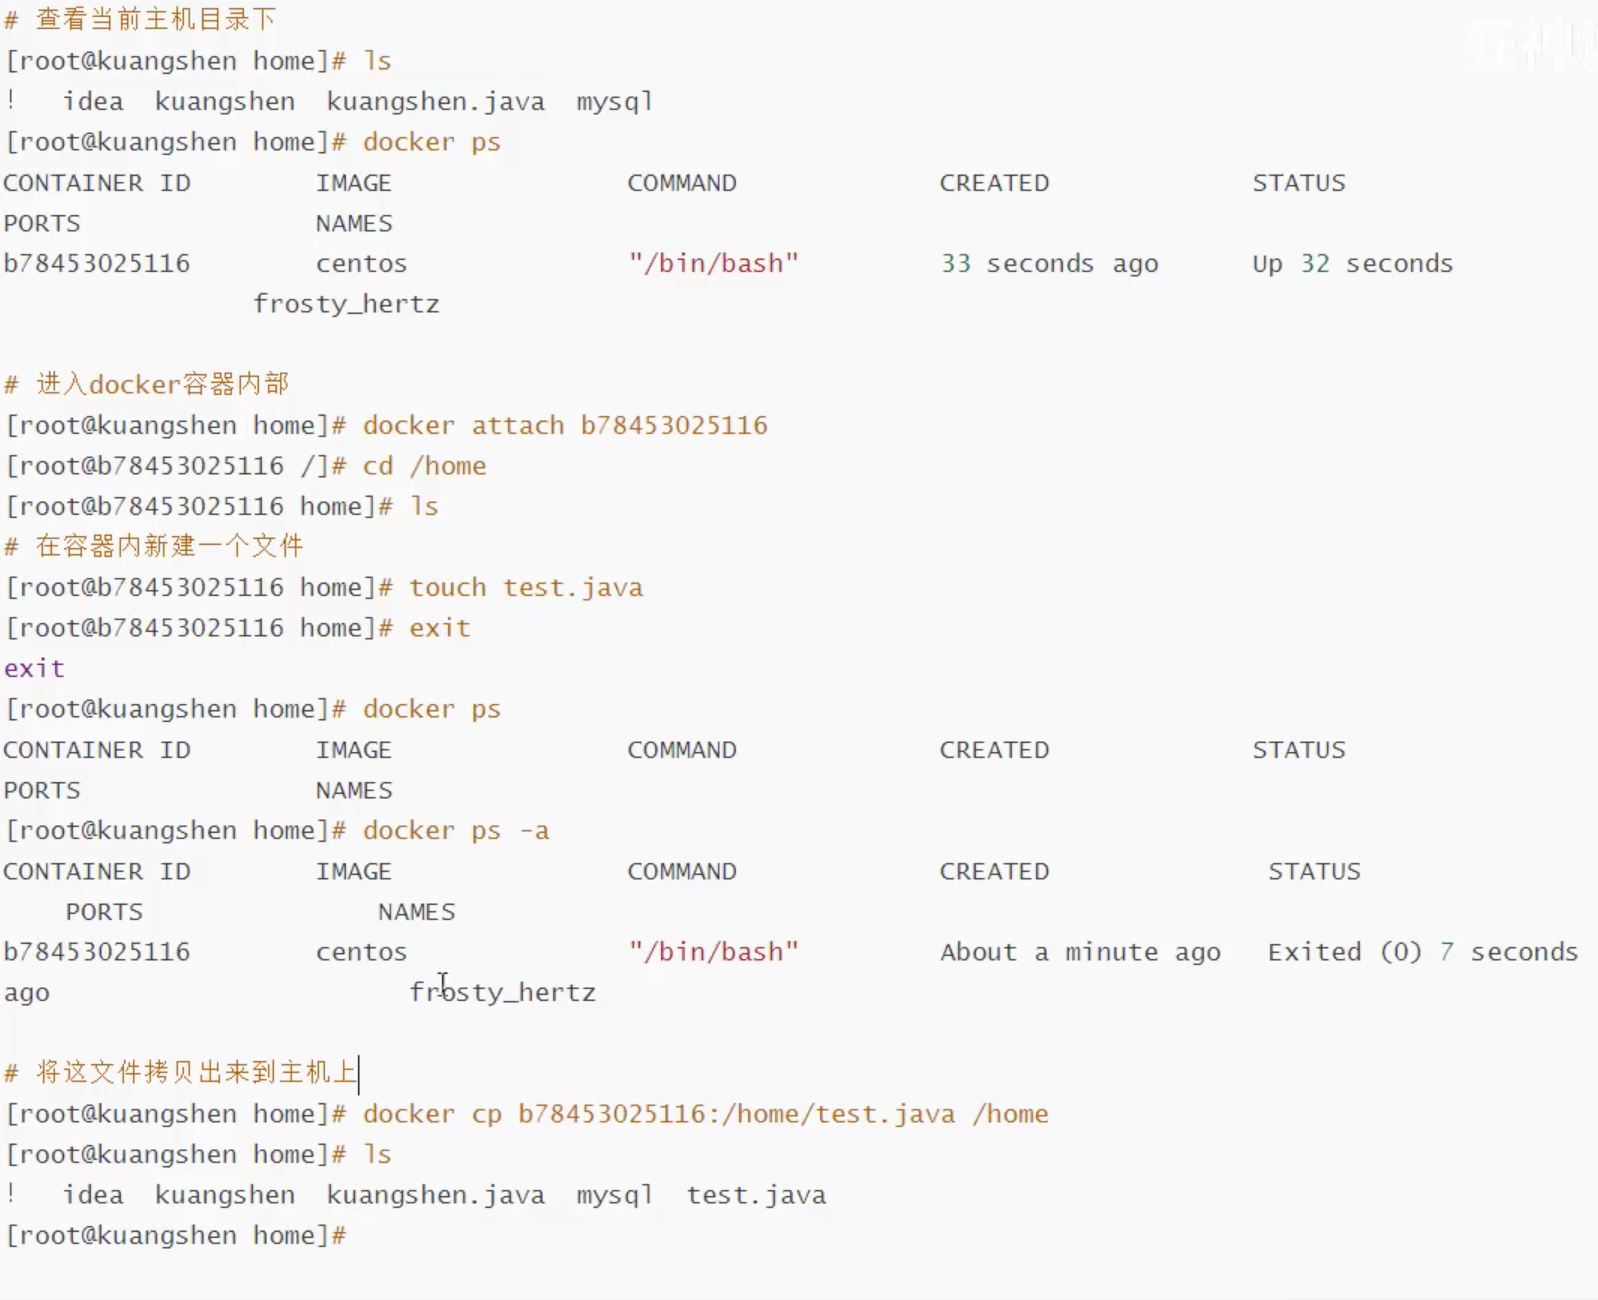 # 查看当前主机目录下
[root@kuangshen home]# ls
!   idea  kuangshen  kuangshen.java  mysql
[root@kuangshen home]# docker ps
CONTAINER ID        IMAGE               COMMAND             CREATED             STATUS
PORTS               NAMES
b78453025116        centos              "/bin/bash"         33 seconds ago      Up 32 seconds
                frosty_hertz
# 进入docker容器内部
[root@kuangshen home]# docker attach b78453025116
[root@b78453025116 /]# cd /home
[root@b78453025116 home]# ls
# 在容器内新建一个文件
[root@b78453025116 home]# touch test.java
[root@b78453025116 home]# exit
exit
[root@kuangshen home]# docker ps
CONTAINER ID        IMAGE               COMMAND             CREATED             STATUS
PORTS               NAMES
[root@kuangshen home]# docker ps -a
CONTAINER ID        IMAGE               COMMAND             CREATED              STATUS
    PORTS               NAMES
b78453025116        centos              "/bin/bash"         About a minute ago   Exited (0) 7 seconds
ago                       frosty_hertz
# 将这文件拷贝出来到主机上
[root@kuangshen home]# docker cp b78453025116:/home/test.java /home
[root@kuangshen home]# ls
!   idea  kuangshen  kuangshen.java  mysql  test.java
[root@kuangshen home]#